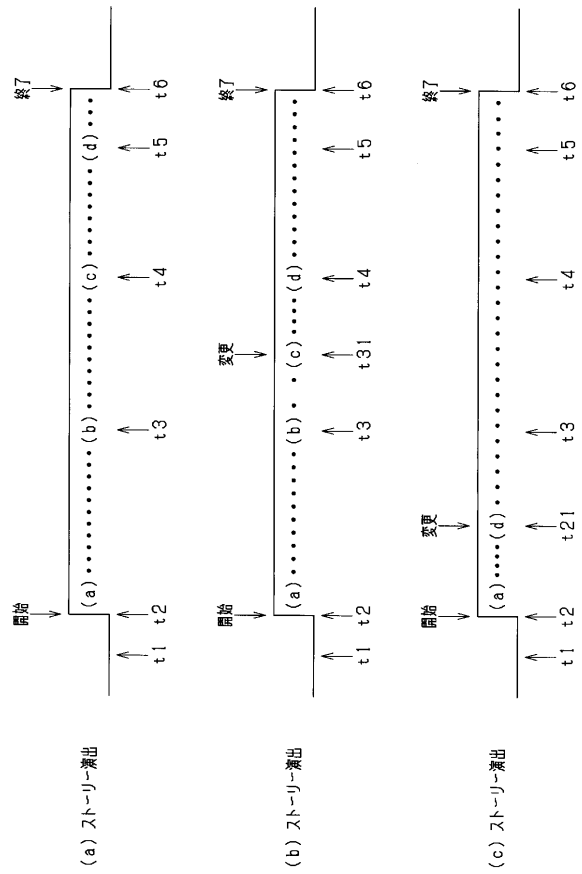 開始
終了
(a) ストーリー演出
(a)・・・・・・・・・・(b)・・・・・・・・・・(c)・・・・・・・・(d)・・・
t1 t2 t3 t4 t5 t6
開始
変更
終了
(b) ストーリー演出
(a)・・・・・・・・・・(b)・・(c)・・・(d)・・・・・・・・・・・・
t1 t2 t3 t31 t4 t5 t6
開始
変更
終了
(c) ストーリー演出
(a)・・・・(d)・・・・・・・・・・・・・・・・・・・・・・・・・・・・
t1 t2 t21 t3 t4 t5 t6